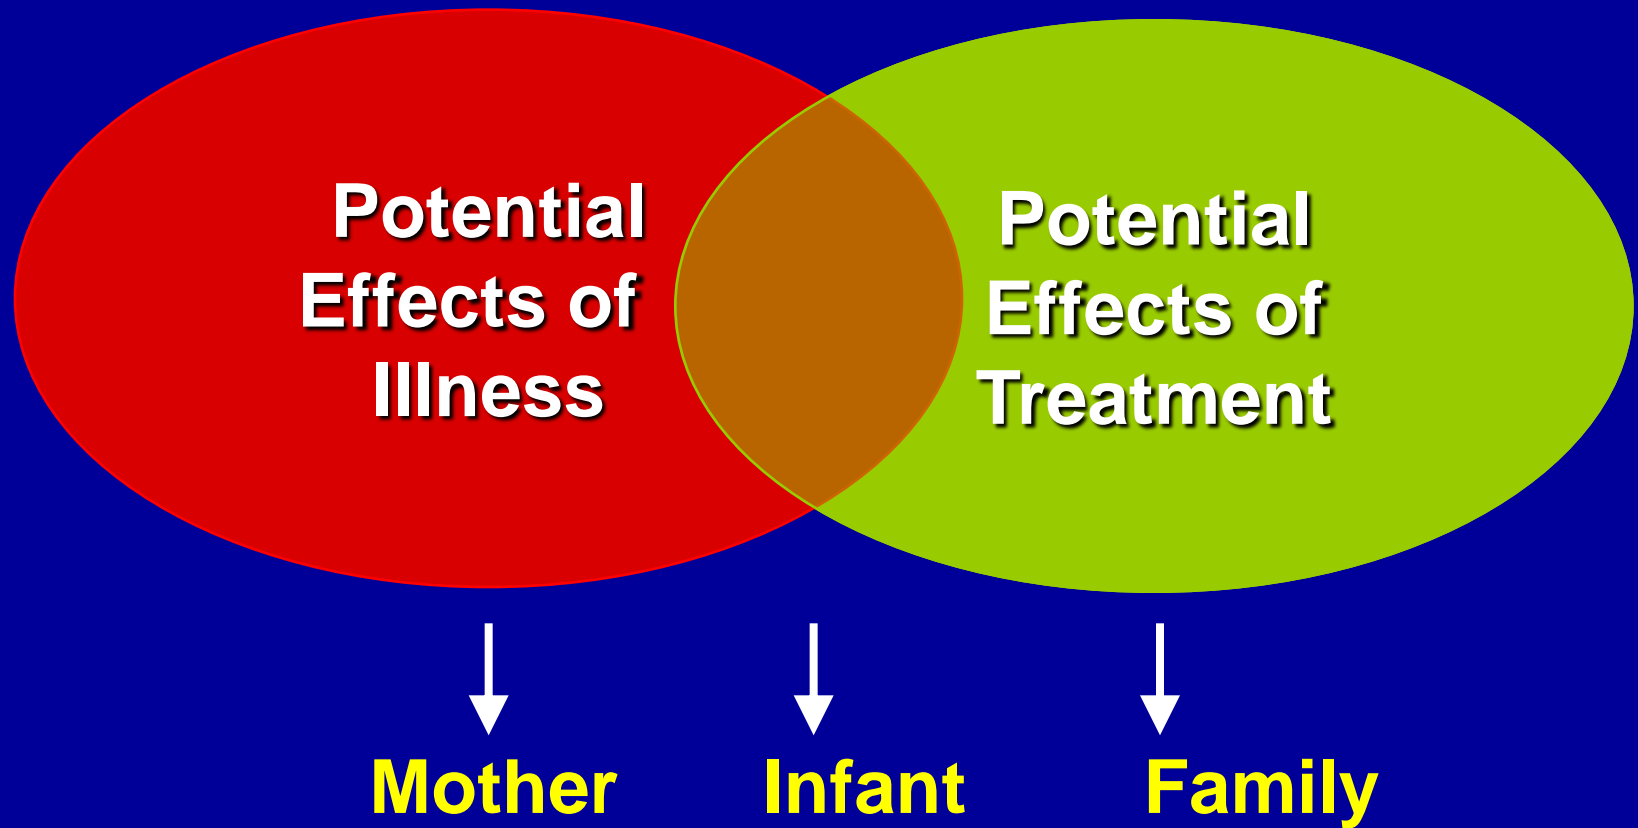 Potential
Effects of
Illness
Potential
Effects of
Treatment
Mother
Infant
Family